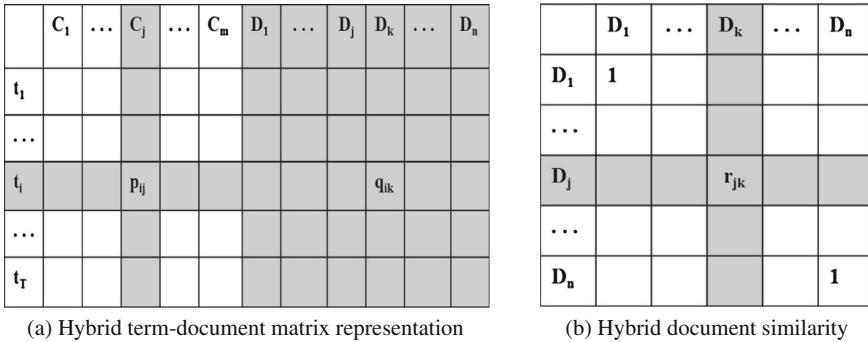 C1 ... Cj ... Cm D1 ... Dj Dk ... Dn
t1
...
ti pij qik
...
tT
(a) Hybrid term-document matrix representation
D1 ... Dk ... Dn
D1 1
...
Dj rjk
...
Dn 1
(b) Hybrid document similarity